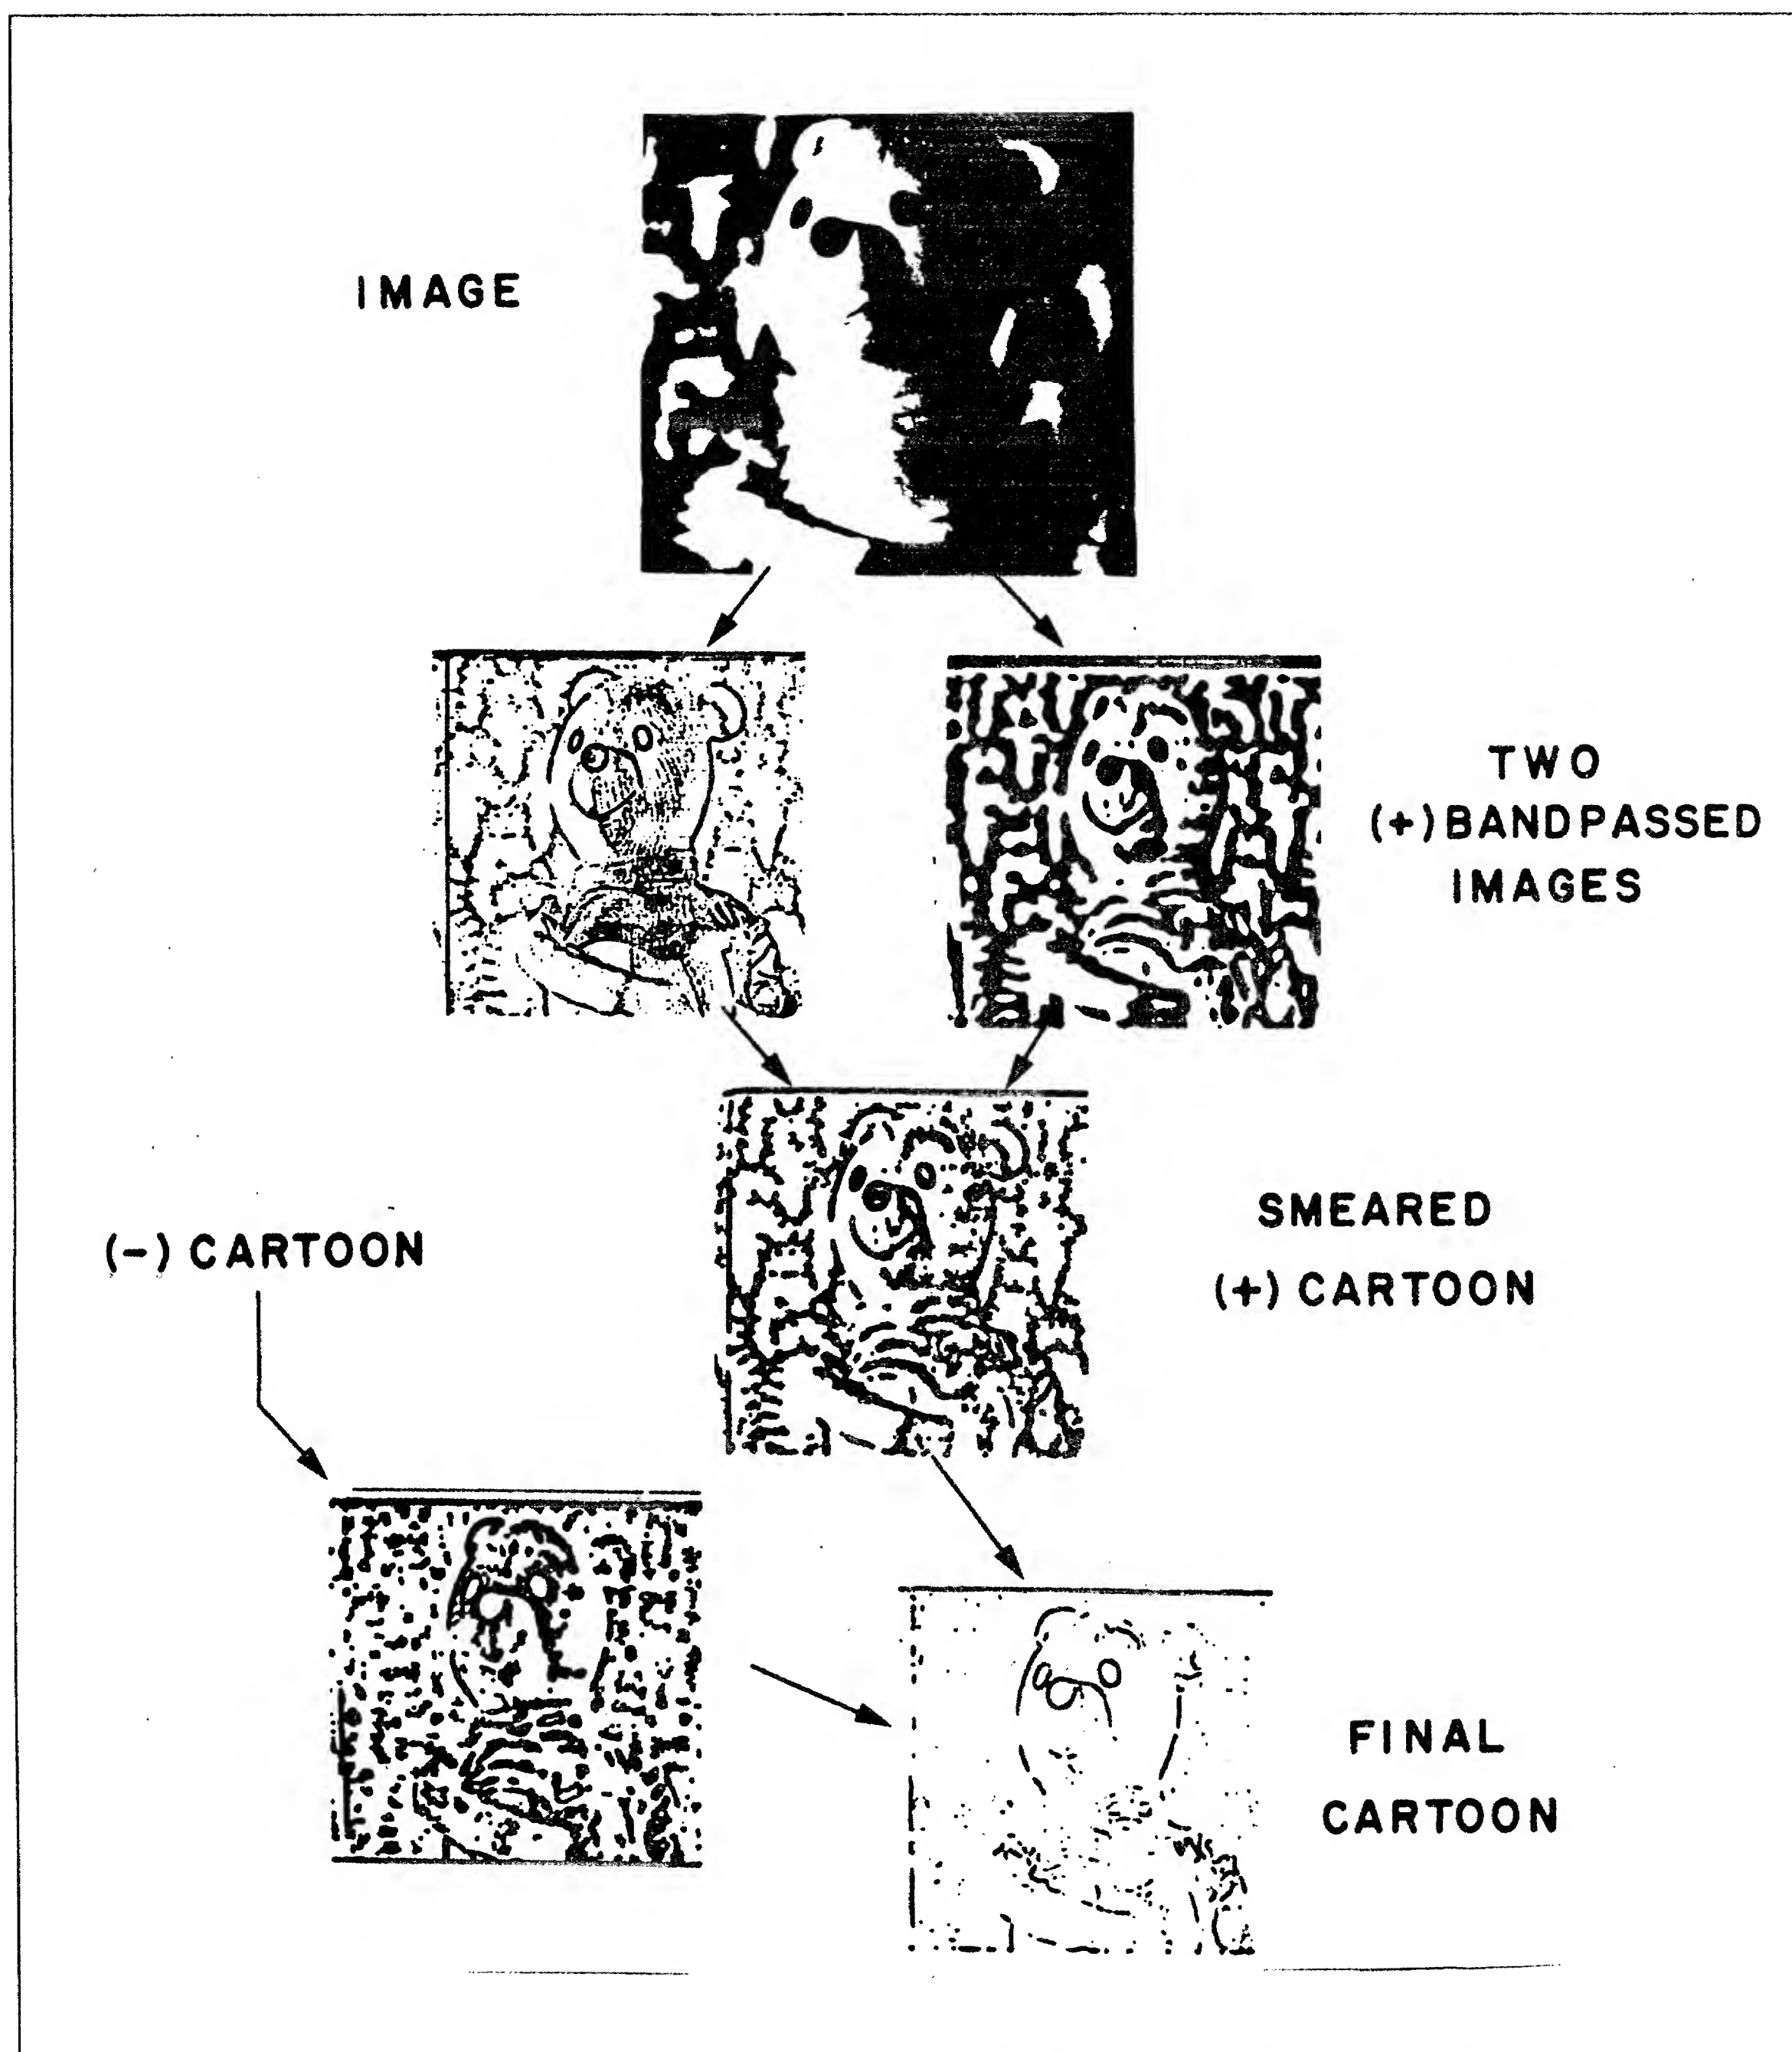 IMAGE
TWO
(+) BANDPASSED
IMAGES
SMEARED
(+) CARTOON
(-) CARTOON
FINAL
CARTOON